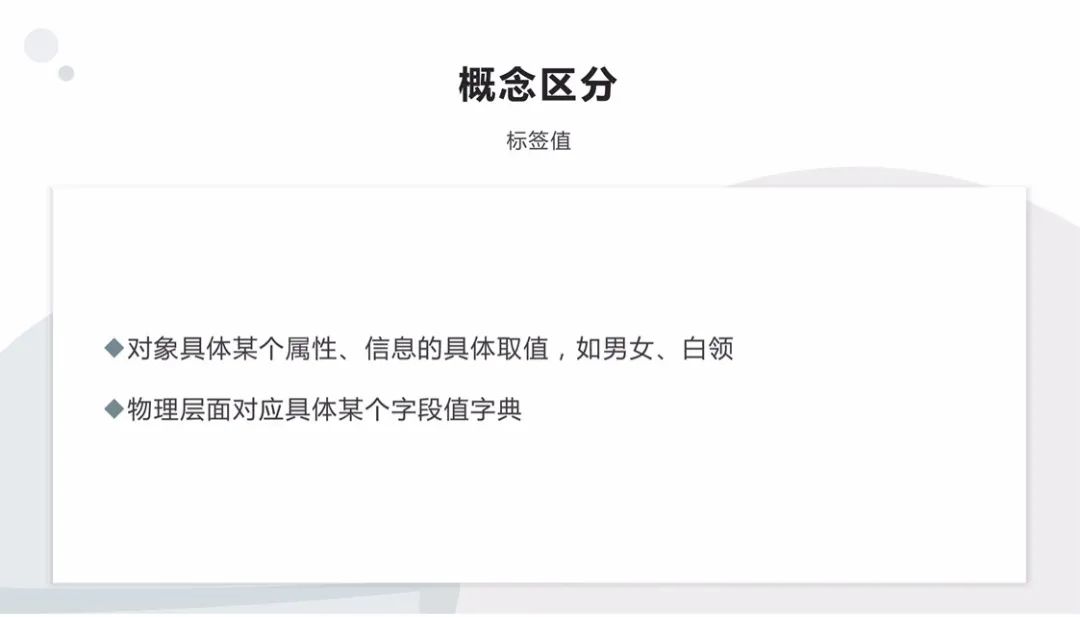 概念区分
标签值
◆对象具体某个属性、信息的具体取值，如男女、白领
◆物理层面对应具体某个字段值字典